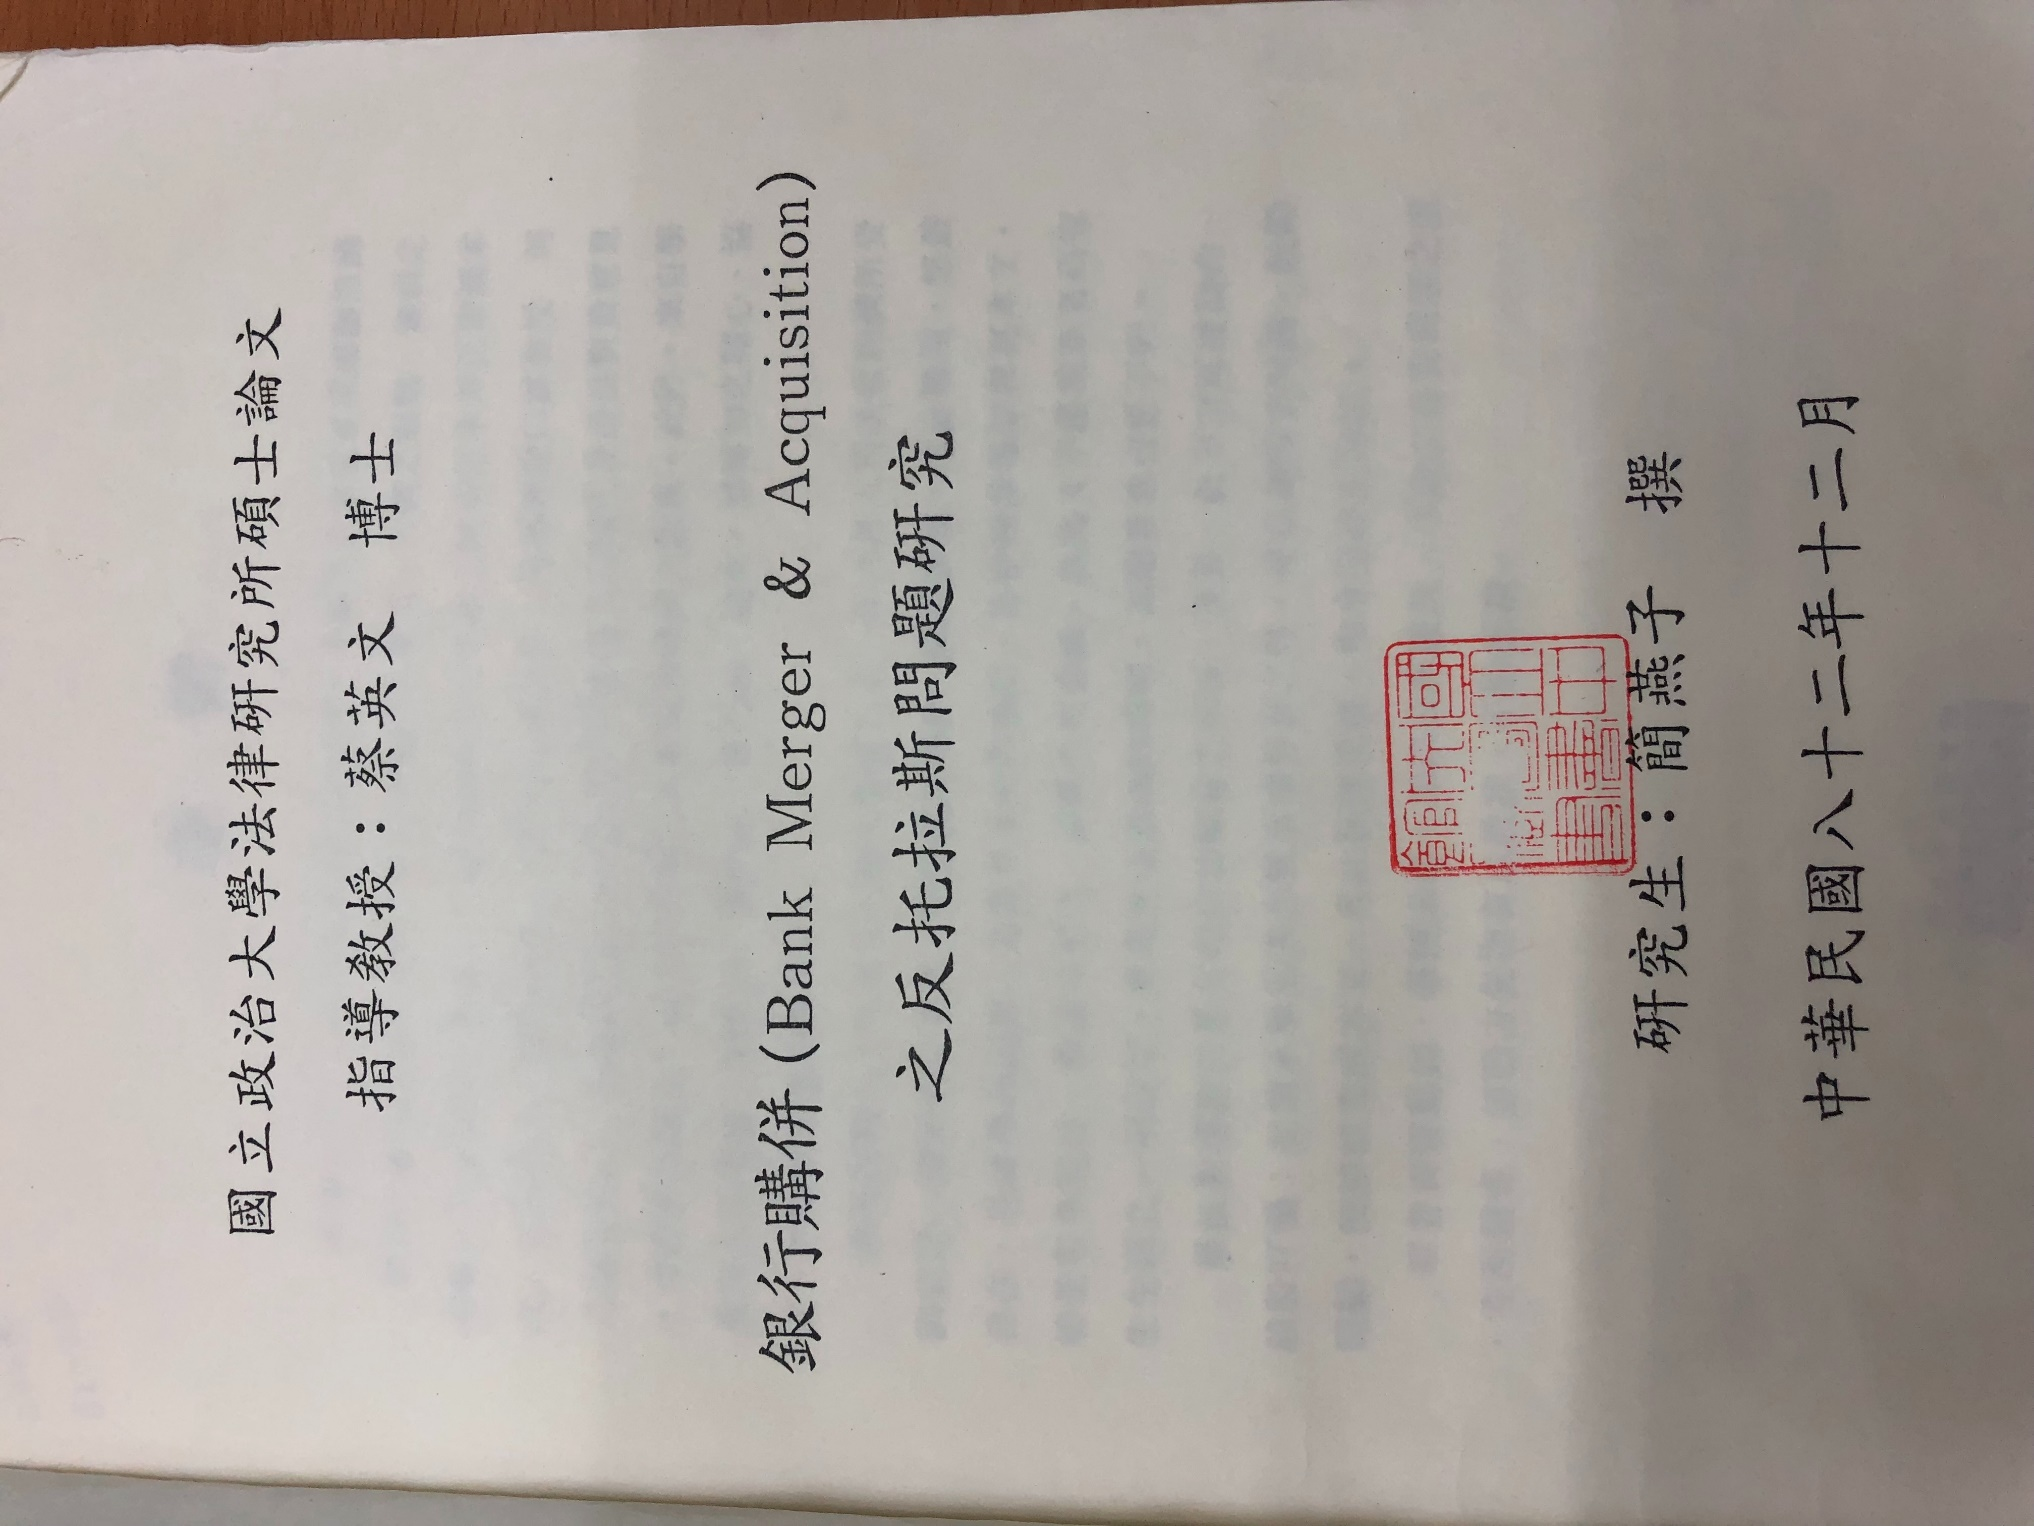 國立政治大學法律研究所碩士論文
指導教授：蔡英文 博士
銀行購併(Bank Merger & Acquisition)
之反托拉斯問題研究
研究生：簡燕子 撰
中華民國八十二年十二月